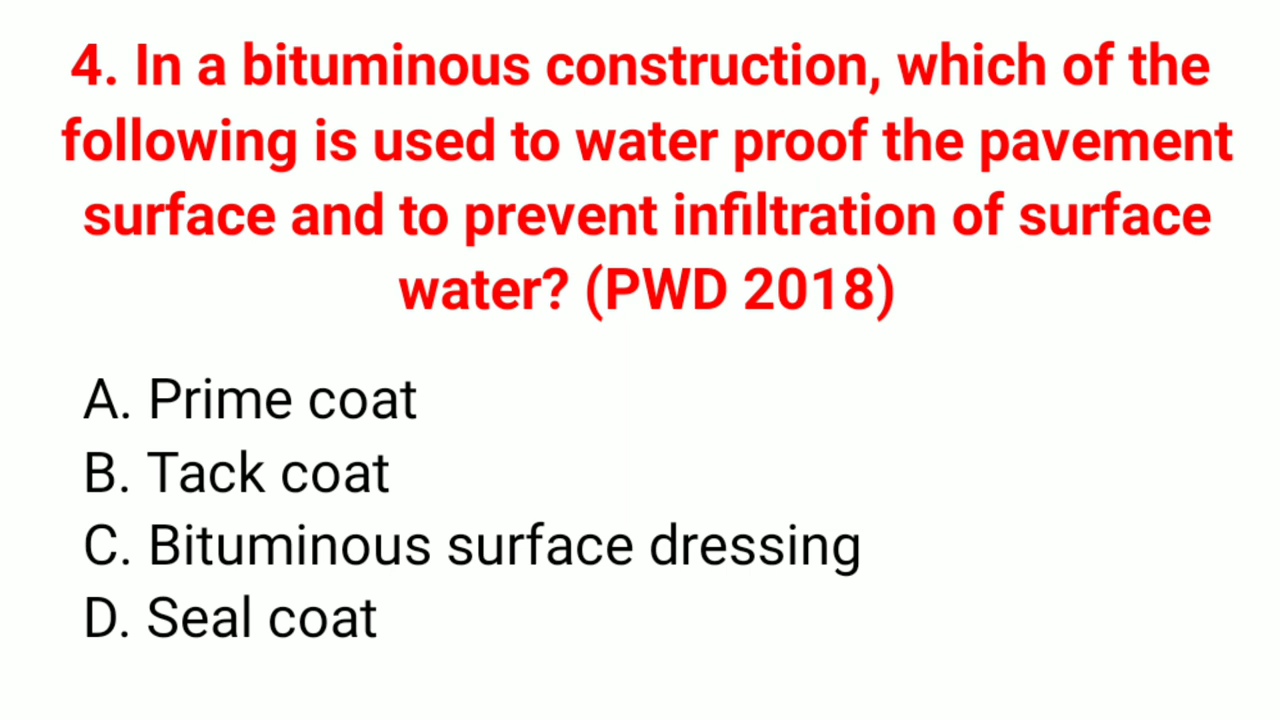 4. In a bituminous construction, which of the
following is used to water proof the pavement
surface and to prevent infiltration of surface
water? (PWD 2018)
A. Prime coat
B. Tack coat
C. Bituminous surface dressing
D. Seal coat